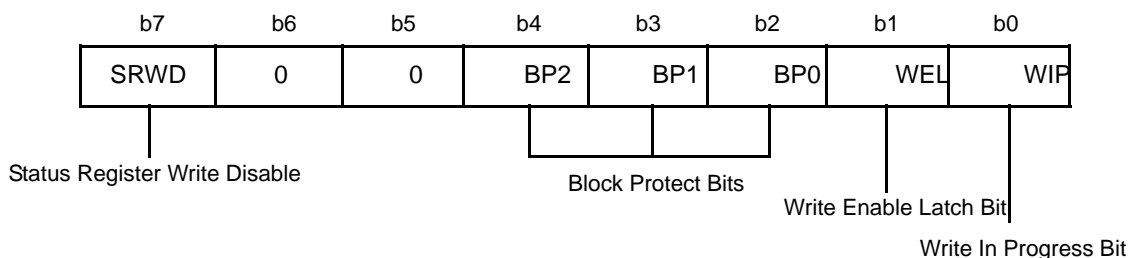 b7 b6 b5 b4 b3 b2 b1 b0
SRWD 0 0 BP2 BP1 BP0 WEL WIP
Status Register Write Disable
Block Protect Bits
Write Enable Latch Bit
Write In Progress Bit